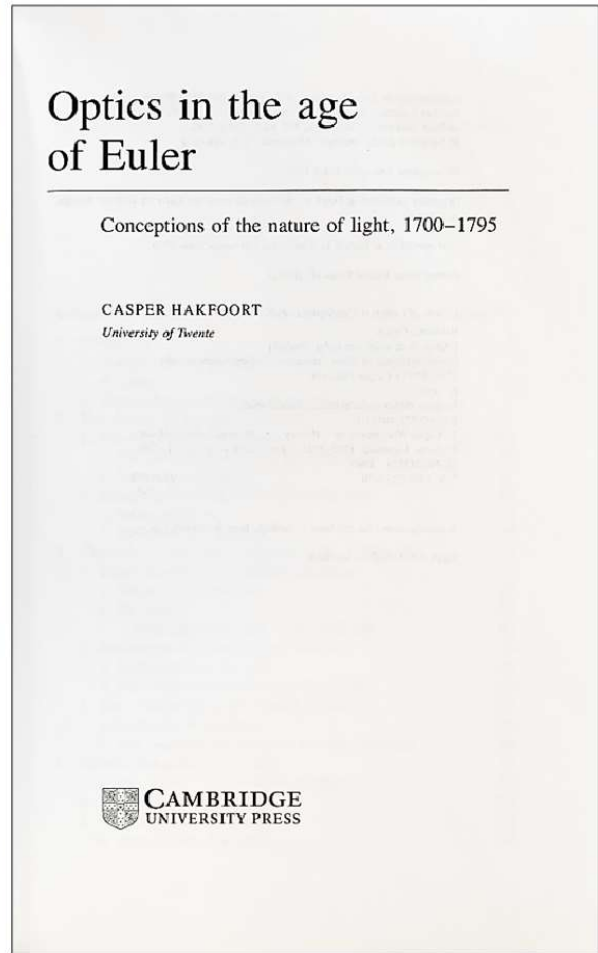 Optics in the age
of Euler
Conceptions of the nature of light, 1700–1795
CASPER HAKFOORT
University of Twente
CAMBRIDGE
UNIVERSITY PRESS